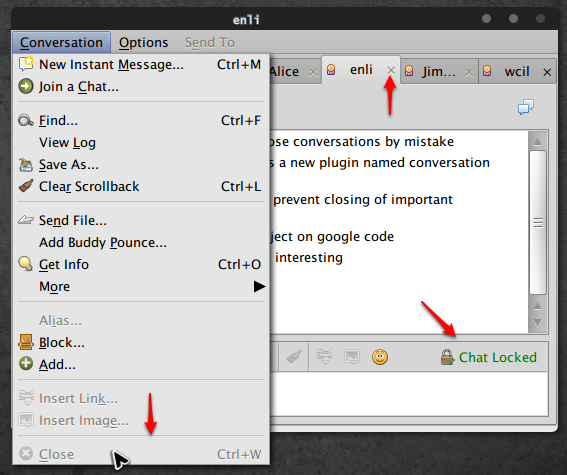 enli
Conversation Options Send To
New Instant Message... Ctrl+M
Join a Chat...
Find... Ctrl+F
View Log
Save As...
Clear Scrollback Ctrl+L
Send File...
Add Buddy Pounce...
Get Info Ctrl+O
More
Alias...
Block...
Add...
Insert Link...
Insert Image...
Close Ctrl+W
Alice enli Jim... wcil
ose conversations by mistake
s a new plugin named conversation
prevent closing of important
ject on google code
interesting
Chat Locked